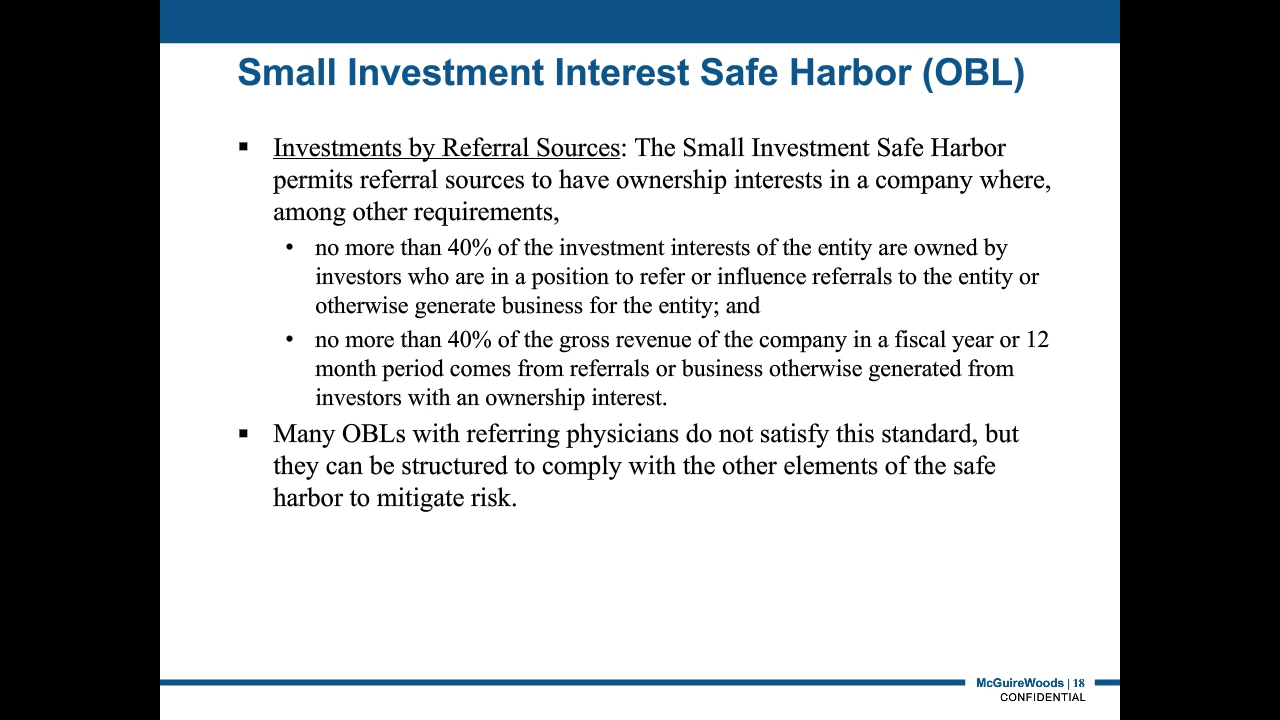 Small Investment Interest Safe Harbor (OBL)
▪ Investments by Referral Sources: The Small Investment Safe Harbor
permits referral sources to have ownership interests in a company where,
among other requirements,
• no more than 40% of the investment interests of the entity are owned by
investors who are in a position to refer or influence referrals to the entity or
otherwise generate business for the entity; and
• no more than 40% of the gross revenue of the company in a fiscal year or 12
month period comes from referrals or business otherwise generated from
investors with an ownership interest.
▪ Many OBLs with referring physicians do not satisfy this standard, but
they can be structured to comply with the other elements of the safe
harbor to mitigate risk.
McGuireWoods | 18
CONFIDENTIAL